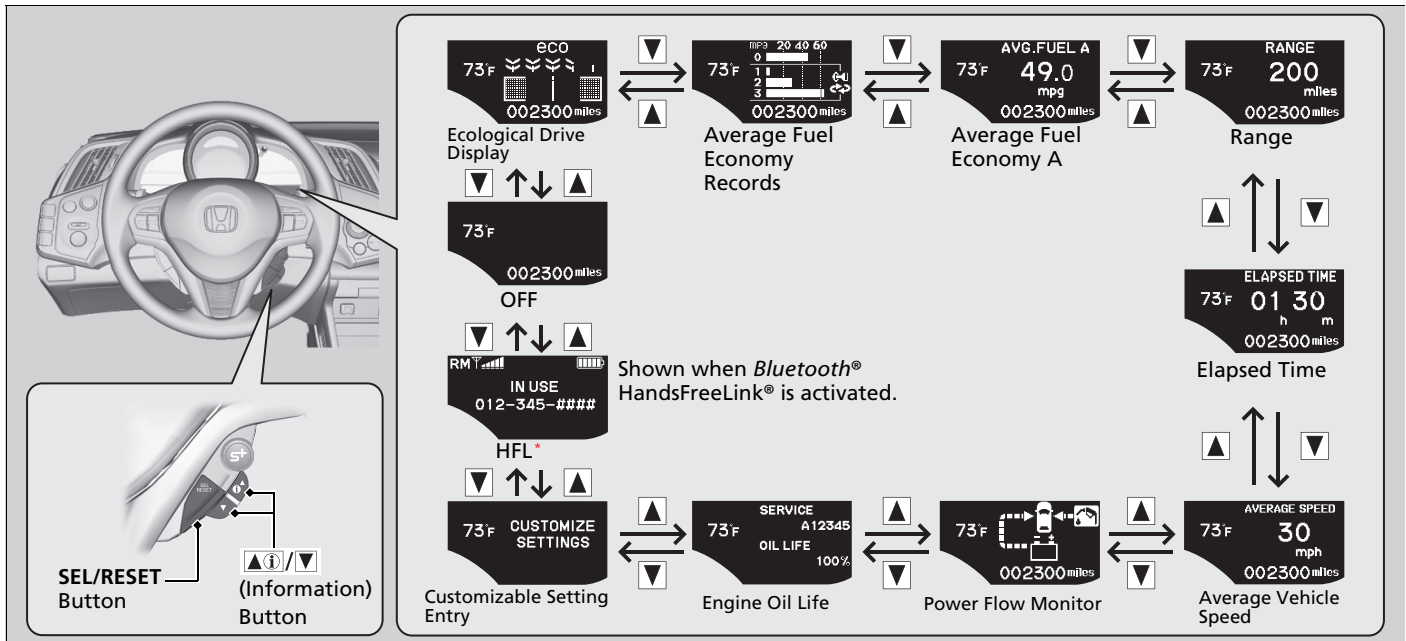 eco
73°F
002300 miles
Ecological Drive
Display
mpg 20 40 60
0
1
2
3
73°F
002300 miles
Average Fuel
Economy
Records
AVG.FUEL A
73°F
49.0
mpg
002300 miles
Average Fuel
Economy A
RANGE
73°F
200
miles
002300 miles
Range
73°F
002300 miles
OFF
ELAPSED TIME
73°F
01 30
h m
002300 miles
Elapsed Time
RM
IN USE
012-345-####
HFL*
Shown when Bluetooth®
HandsFreeLink® is activated.
73°F
CUSTOMIZE
SETTINGS
Customizable Setting
Entry
SERVICE
A12345
73°F
OIL LIFE
100%
Engine Oil Life
73°F
002300 miles
Power Flow Monitor
AVERAGE SPEED
73°F
30
mph
002300 miles
Average Vehicle
Speed
S+
SEL
RESET
SEL/RESET
Button
▲ⓘ/▼
(Information)
Button